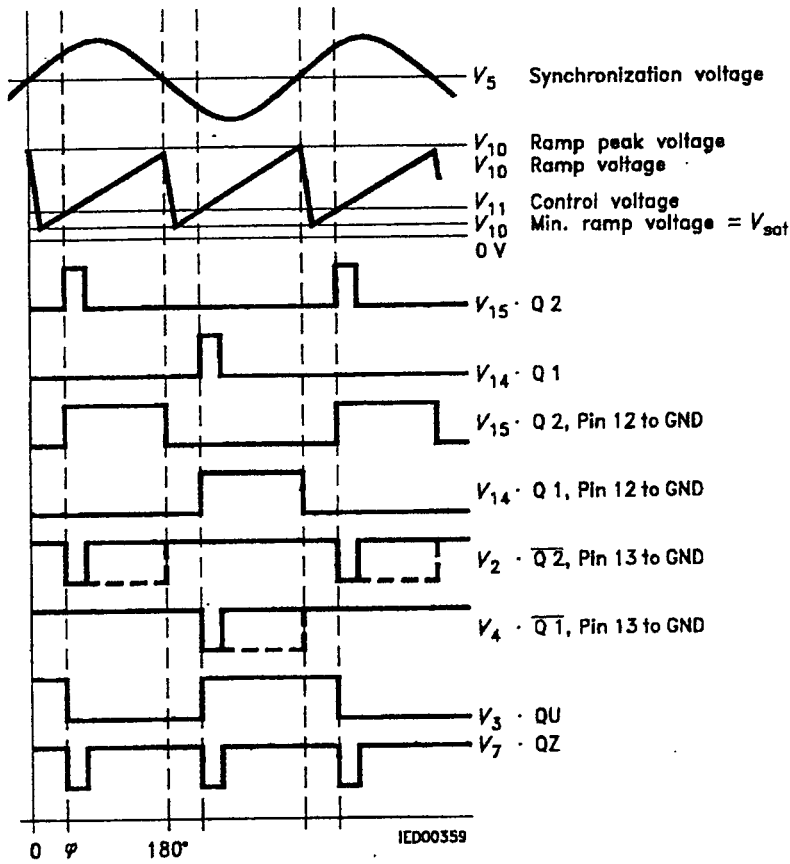 V5 Synchronization voltage
V10 Ramp peak voltage
V10 Ramp voltage
V11 Control voltage
V10 Min. ramp voltage = Vsat
0 V
V15 · Q 2
V14 · Q 1
V15 · Q 2, Pin 12 to GND
V14 · Q 1, Pin 12 to GND
V2 · Q̅ ̅2̅, Pin 13 to GND
V4 · Q̅ ̅1̅, Pin 13 to GND
V3 · QU
V7 · QZ
IED00359
0 φ 180°